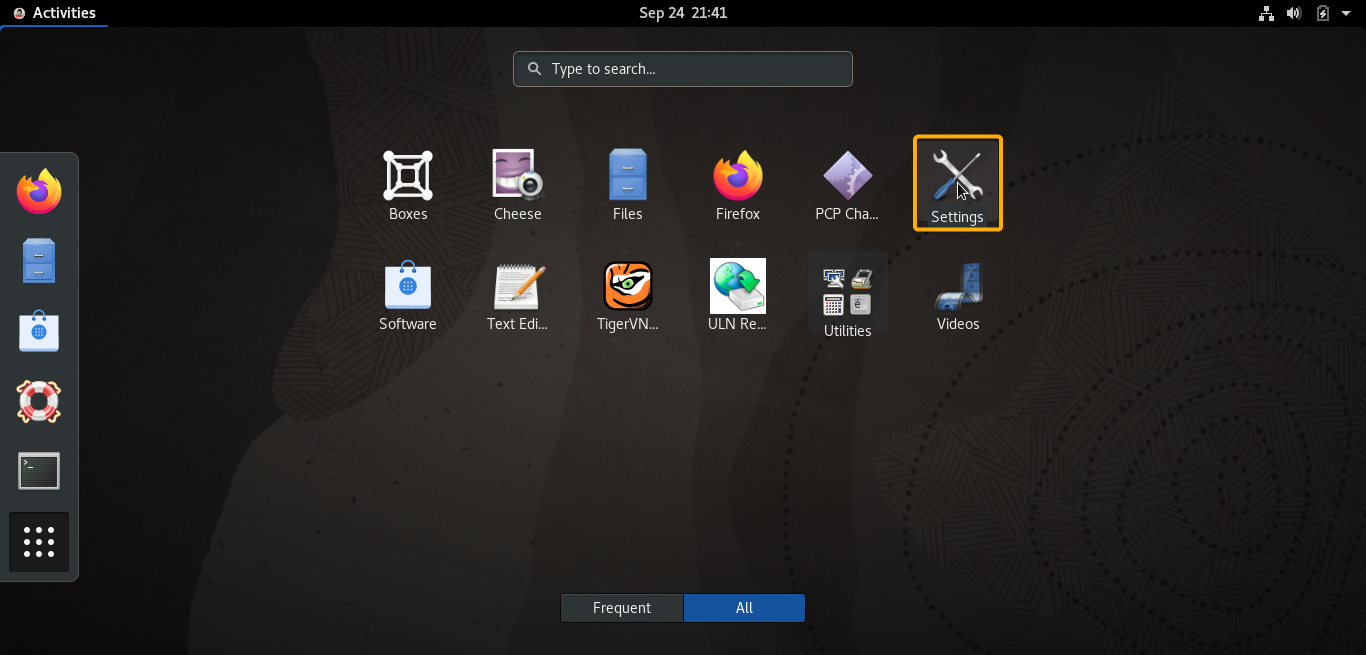 Activities
Sep 24 21:41
Type to search...
Boxes
Cheese
Files
Firefox
PCP Cha...
Settings
Software
Text Edi...
TigerVN...
ULN Re...
Utilities
Videos
Frequent
All